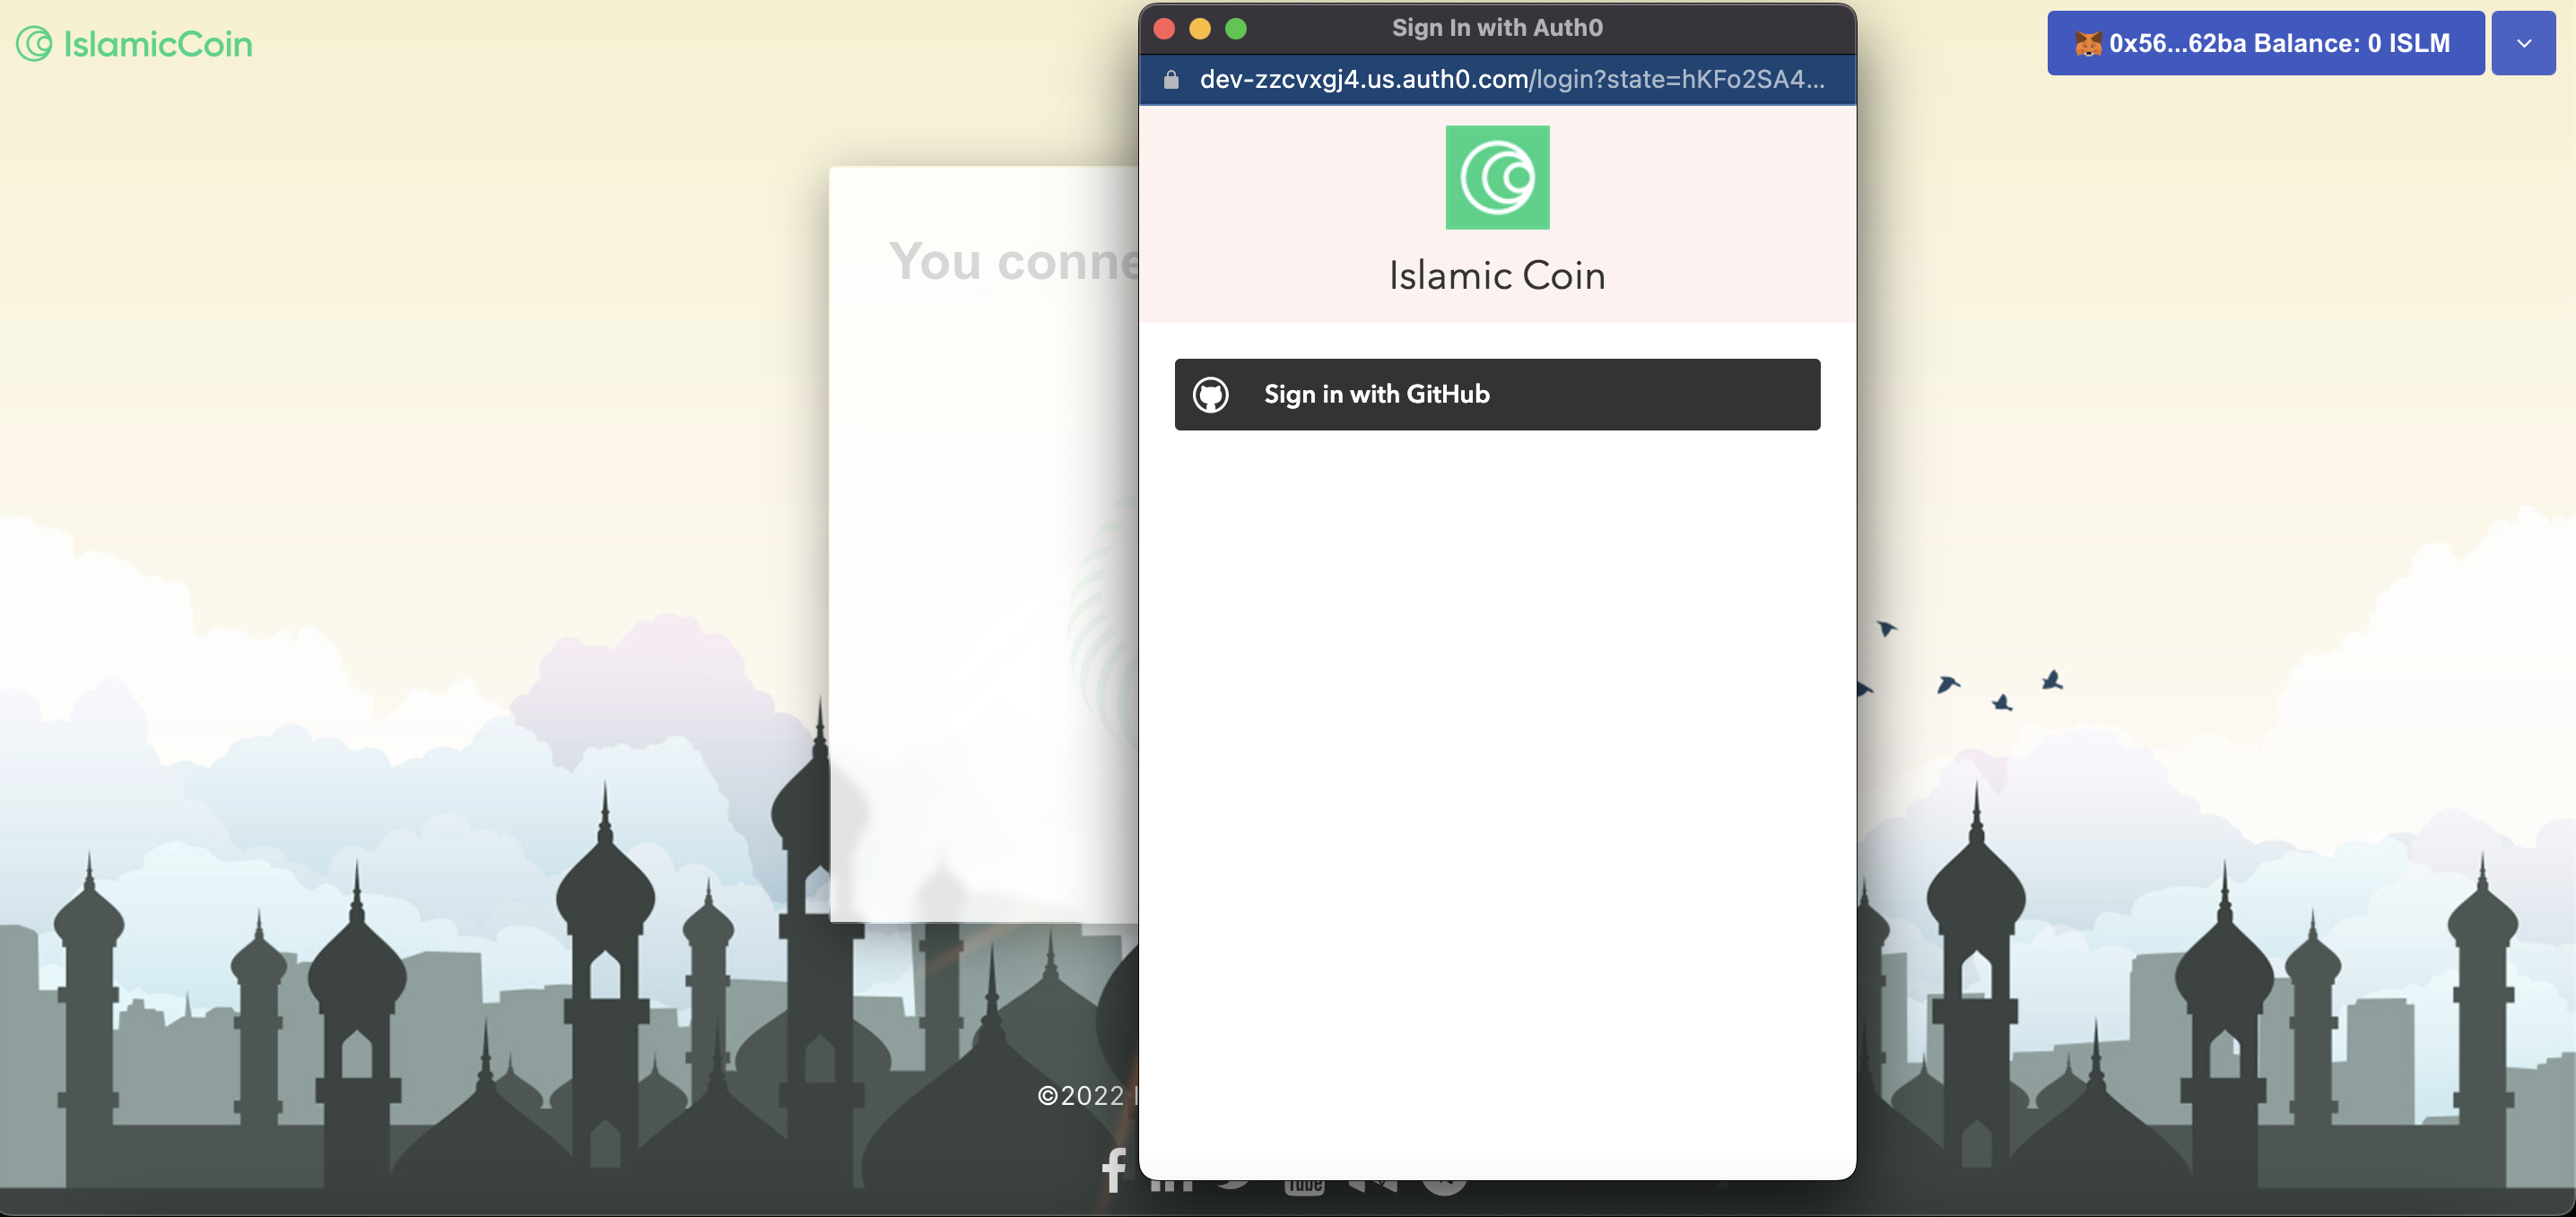 IslamicCoin
Sign In with Auth0
0x56...62ba Balance: 0 ISLM
dev-zzcvxgj4.us.auth0.com/login?state=hKFo2SA4...
You conne
Islamic Coin
Sign in with GitHub
©2022
Tube